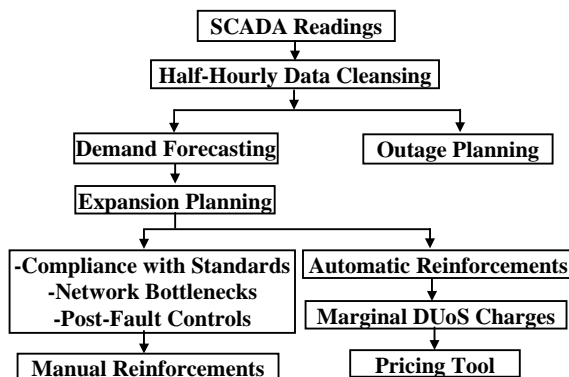 SCADA Readings
Half-Hourly Data Cleansing
Demand Forecasting
Outage Planning
Expansion Planning
-Compliance with Standards
-Network Bottlenecks
-Post-Fault Controls
Automatic Reinforcements
Marginal DUoS Charges
Manual Reinforcements
Pricing Tool